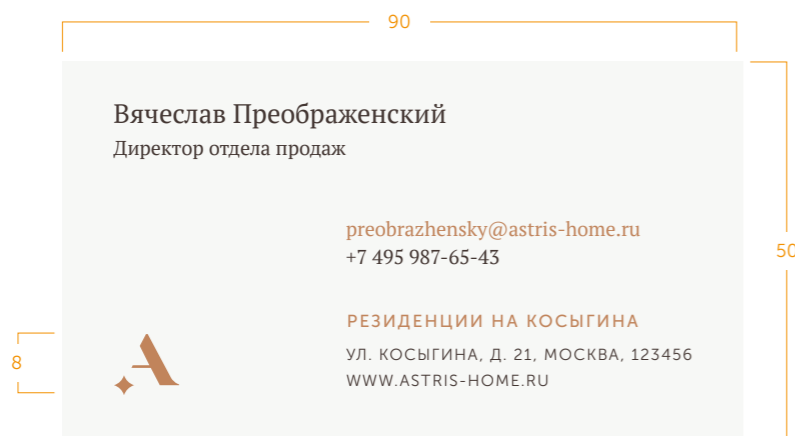 90
Вячеслав Преображенский
Директор отдела продаж
preobrazhensky@astris-home.ru
+7 495 987-65-43
50
РЕЗИДЕНЦИИ НА КОСЫГИНА
УЛ. КОСЫГИНА, Д. 21, МОСКВА, 123456
WWW.ASTRIS-HOME.RU
8
A